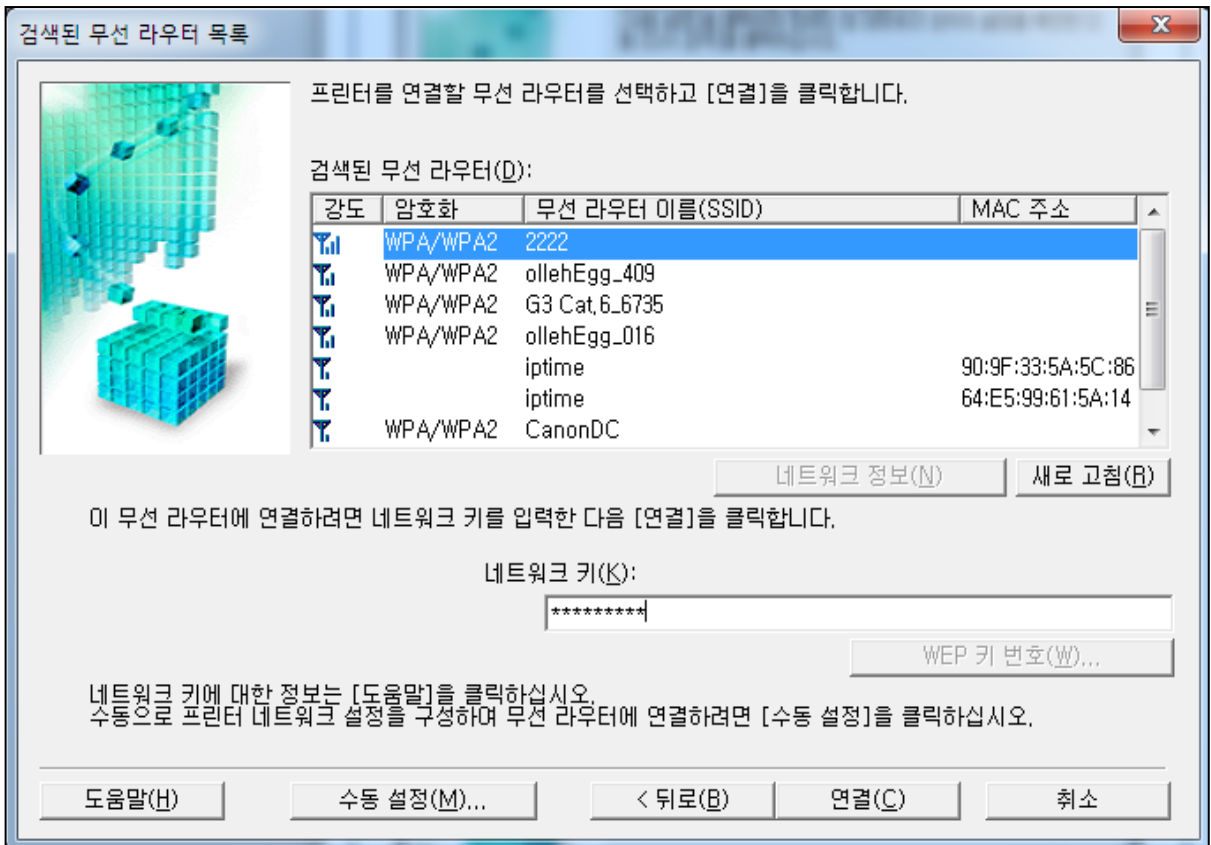 검색된 무선 라우터 목록
프린터를 연결할 무선 라우터를 선택하고 [연결]을 클릭합니다.
검색된 무선 라우터(D):
강도 암호화 무선 라우터 이름(SSID) MAC 주소
WPA/WPA2 2222
WPA/WPA2 ollehEgg_409
WPA/WPA2 G3 Cat.6_6735
WPA/WPA2 ollehEgg_016
iptime 90:9F:33:5A:5C:86
iptime 64:E5:99:61:5A:14
WPA/WPA2 CanonDC
네트워크 정보(N) 새로 고침(R)
이 무선 라우터에 연결하려면 네트워크 키를 입력한 다음 [연결]을 클릭합니다.
네트워크 키(K):
*********
WEP 키 번호(W)...
네트워크 키에 대한 정보는 [도움말]을 클릭하십시오.
수동으로 프린터 네트워크 설정을 구성하며 무선 라우터에 연결하려면 [수동 설정]을 클릭하십시오.
도움말(H) 수동 설정(M)... < 뒤로(B) 연결(C) 취소